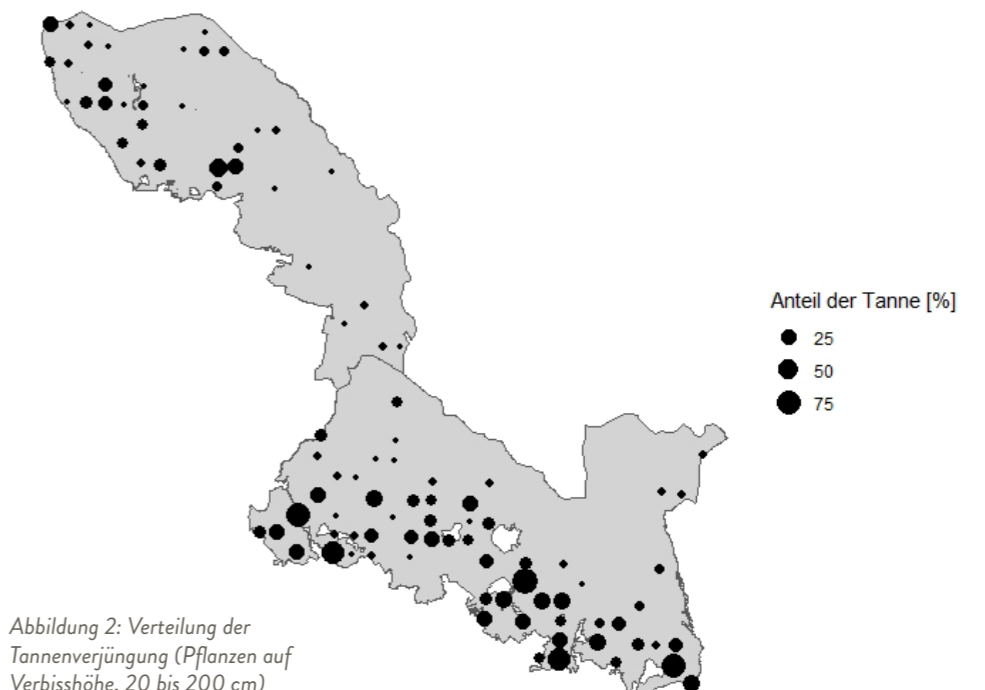 Anteil der Tanne [%]
25
50
75
Abbildung 2: Verteilung der
Tannenverjüngung (Pflanzen auf
Verbisshöhe, 20 bis 200 cm)